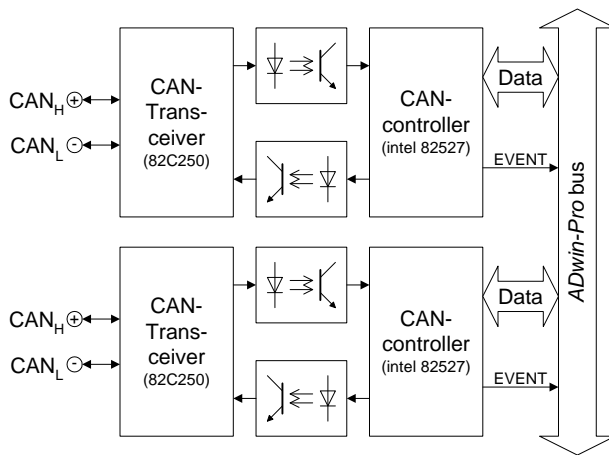 CAN-
Trans-
ceiver
(82C250)
CANH +
CANL -
CAN-
controller
(intel 82527)
Data
EVENT
CAN-
Trans-
ceiver
(82C250)
CANH +
CANL -
CAN-
controller
(intel 82527)
Data
EVENT
ADwin-Pro bus